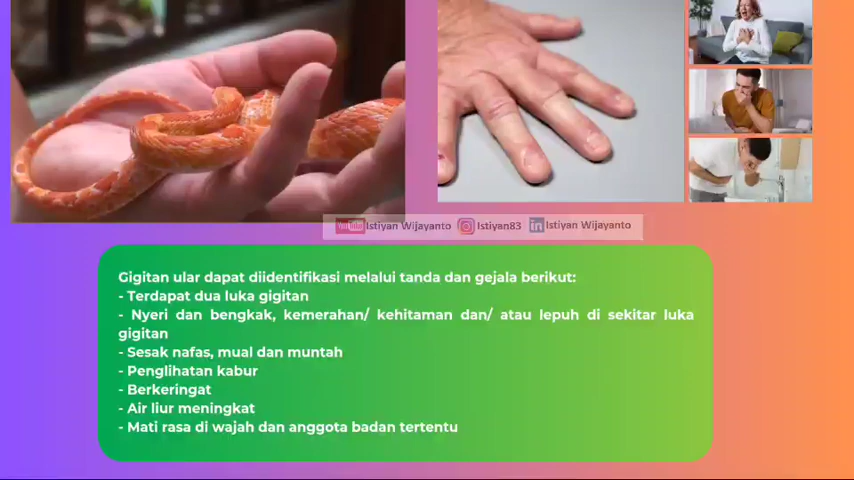 YouTube Istiyan Wijayanto Istiyan83 in Istiyan Wijayanto
Gigitan ular dapat diidentifikasi melalui tanda dan gejala berikut:
- Terdapat dua luka gigitan
- Nyeri dan bengkak, kemerahan/ kehitaman dan/ atau lepuh di sekitar luka
gigitan
- Sesak nafas, mual dan muntah
- Penglihatan kabur
- Berkeringat
- Air liur meningkat
- Mati rasa di wajah dan anggota badan tertentu